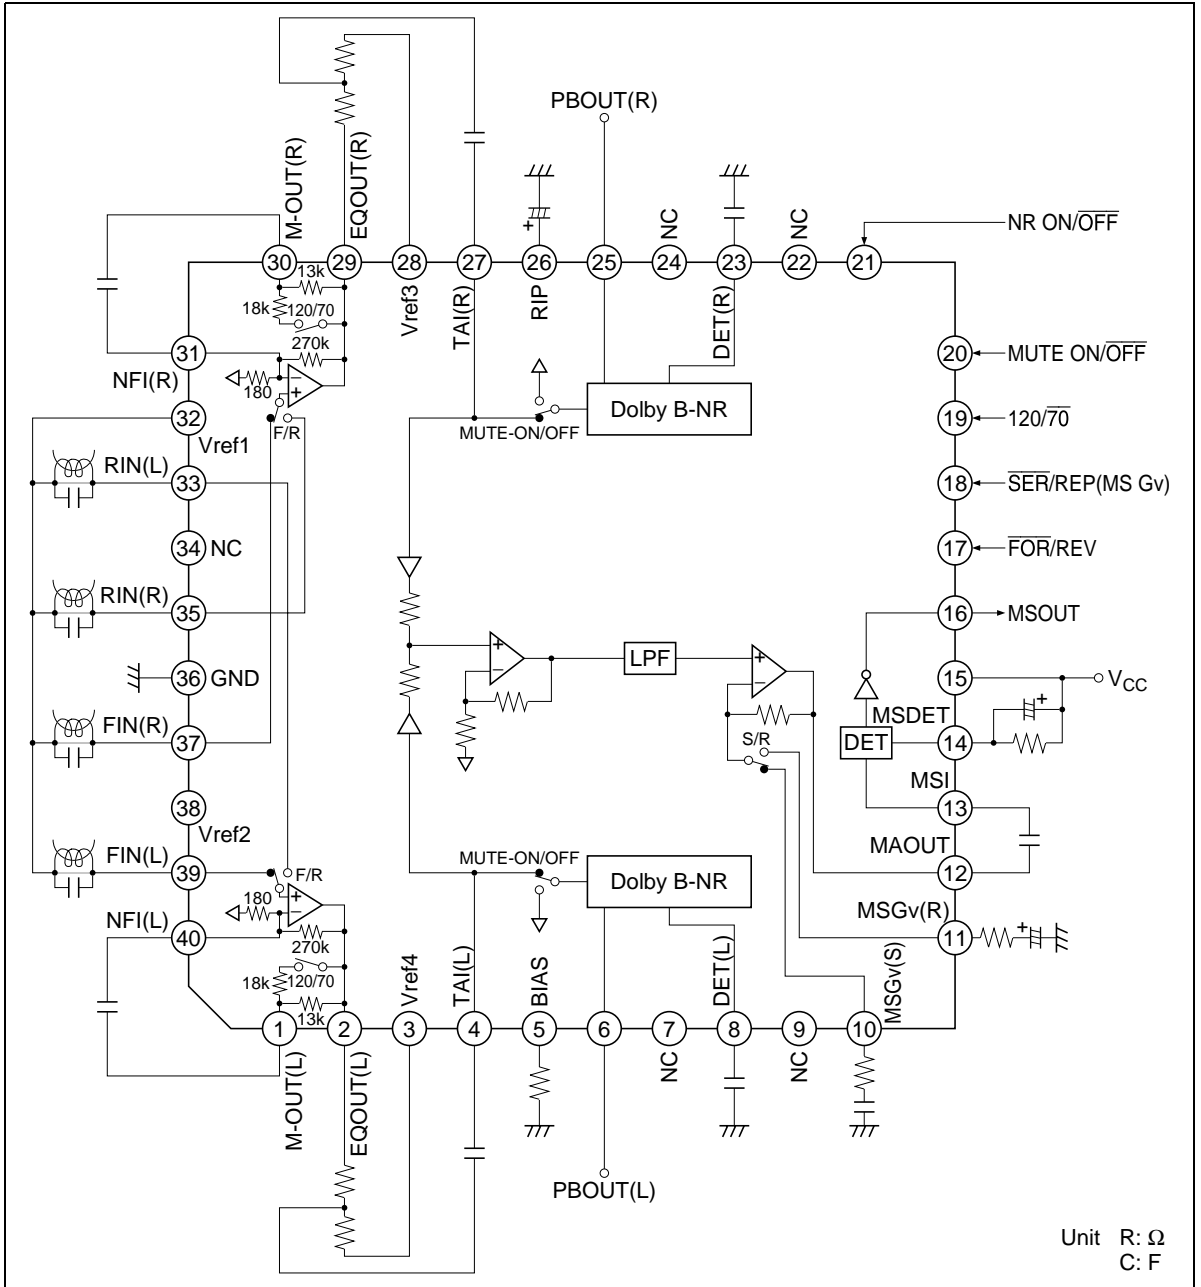 PBOUT(R)
M-OUT(R)
EQOUT(R)
NC
NC
NR ON/OFF
30
29
28
27
26
25
24
23
22
21
13k
18k
120/70
270k
180
F/R
Vref3
TAI(R)
RIP
DET(R)
31
NFI(R)
20
MUTE ON/OFF
32
Vref1
Dolby B-NR
MUTE-ON/OFF
19
120/70
RIN(L)
33
18
SER/REP(MS Gv)
34
NC
17
FOR/REV
RIN(R)
35
16
MSOUT
36
GND
LPF
15
VCC
FIN(R)
37
S/R
MSDET
DET
14
MSI
13
38
Vref2
MAOUT
12
FIN(L)
39
F/R
MUTE-ON/OFF
Dolby B-NR
180
MSGv(R)
11
NFI(L)
40
270k
18k
120/70
13k
Vref4
TAI(L)
BIAS
DET(L)
MSGv(S)
1
2
3
4
5
6
7
8
9
10
M-OUT(L)
EQOUT(L)
NC
NC
PBOUT(L)
Unit R: Ω
C: F